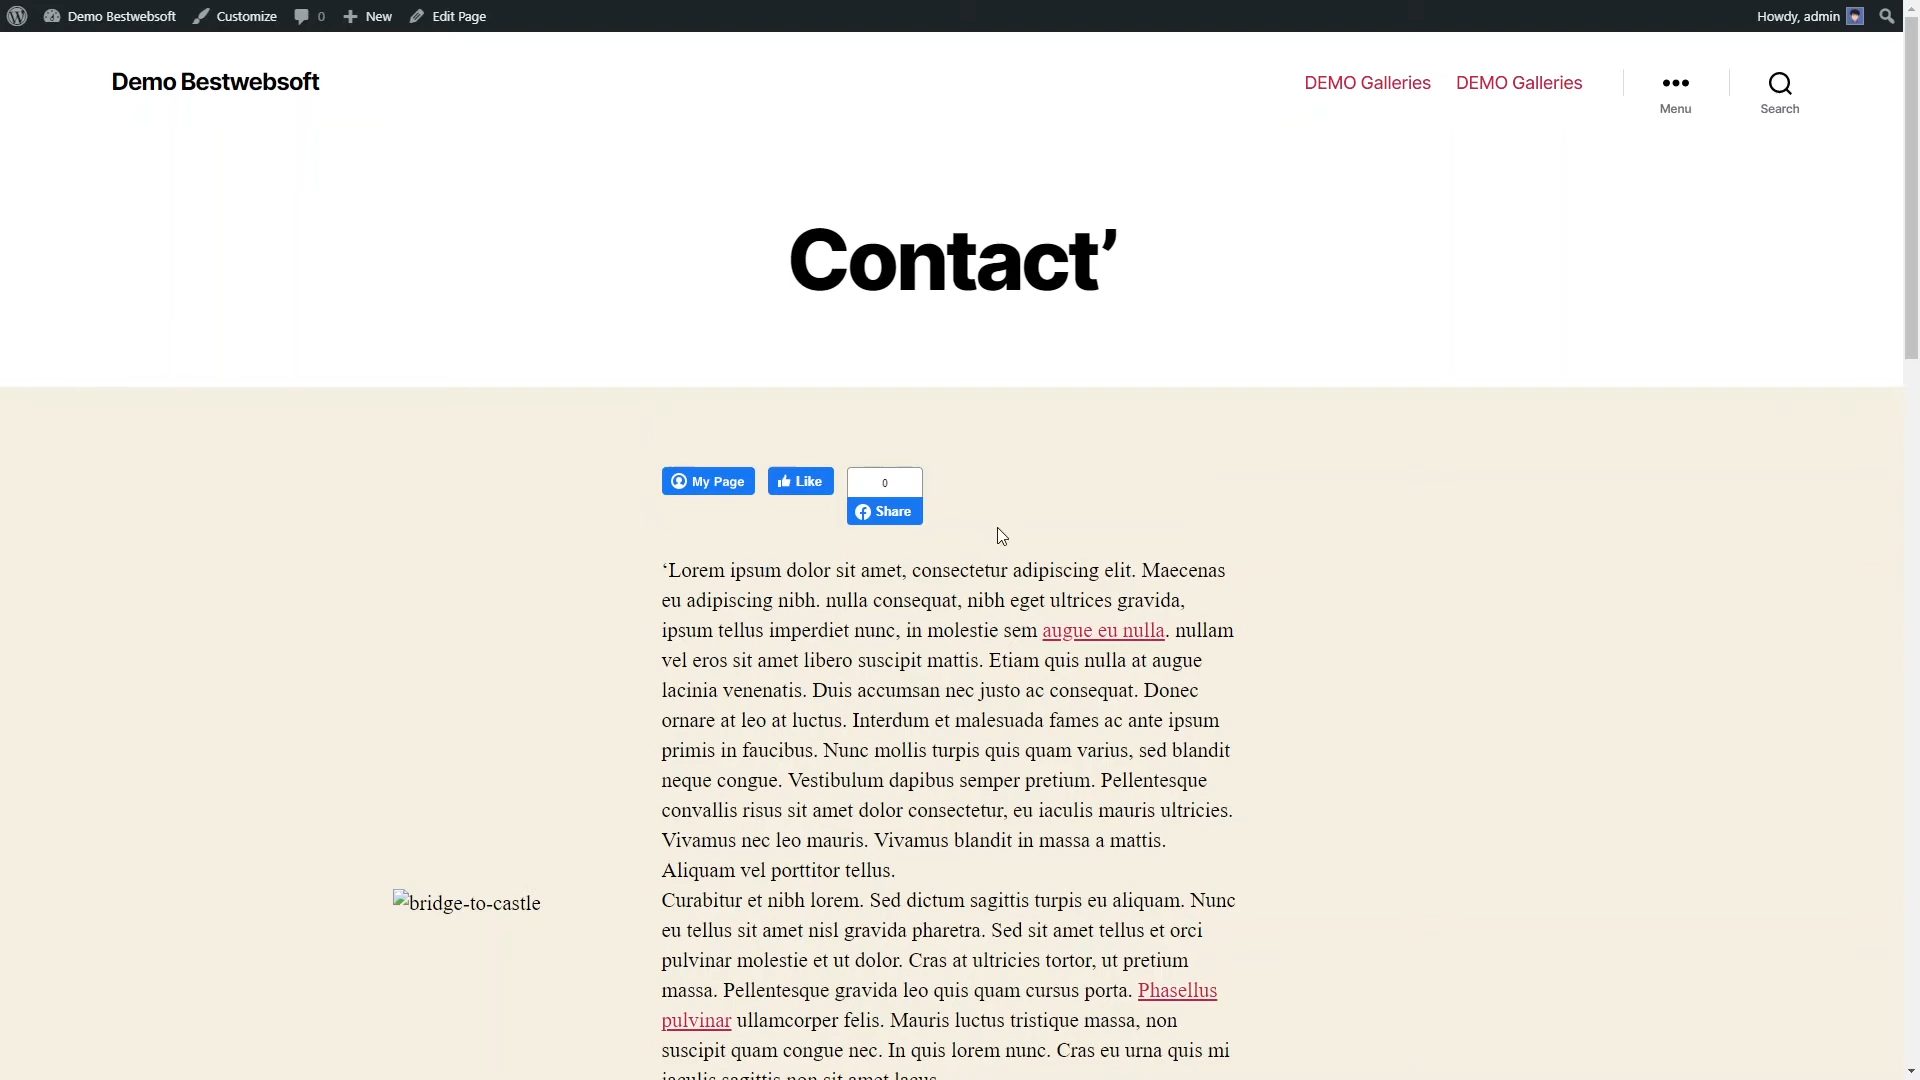 Demo Bestwebsoft Customize 0 New Edit Page Howdy, admin
Demo Bestwebsoft DEMO Galleries DEMO Galleries Menu Search
Contact’
My Page Like 0
Share
‘Lorem ipsum dolor sit amet, consectetur adipiscing elit. Maecenas
eu adipiscing nibh. nulla consequat, nibh eget ultrices gravida,
ipsum tellus imperdiet nunc, in molestie sem augue eu nulla. nullam
vel eros sit amet libero suscipit mattis. Etiam quis nulla at augue
lacinia venenatis. Duis accumsan nec justo ac consequat. Donec
ornare at leo at luctus. Interdum et malesuada fames ac ante ipsum
primis in faucibus. Nunc mollis turpis quis quam varius, sed blandit
neque congue. Vestibulum dapibus semper pretium. Pellentesque
convallis risus sit amet dolor consectetur, eu iaculis mauris ultricies.
Vivamus nec leo mauris. Vivamus blandit in massa a mattis.
Aliquam vel porttitor tellus.
bridge-to-castle
Curabitur et nibh lorem. Sed dictum sagittis turpis eu aliquam. Nunc
eu tellus sit amet nisl gravida pharetra. Sed sit amet tellus et orci
pulvinar molestie et ut dolor. Cras at ultricies tortor, ut pretium
massa. Pellentesque gravida leo quis quam cursus porta. Phasellus
pulvinar ullamcorper felis. Mauris luctus tristique massa, non
suscipit quam congue nec. In quis lorem nunc. Cras eu urna quis mi
iaculis sagittis non sit amet lacus.